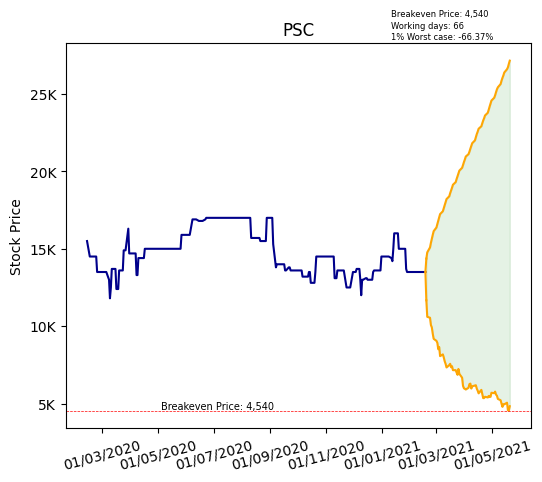 Breakeven Price: 4,540
Working days: 66
1% Worst case: -66.37%
PSC
Stock Price
25K
20K
15K
10K
5K
Breakeven Price: 4,540
01/03/2020
01/05/2020
01/07/2020
01/09/2020
01/11/2020
01/01/2021
01/03/2021
01/05/2021